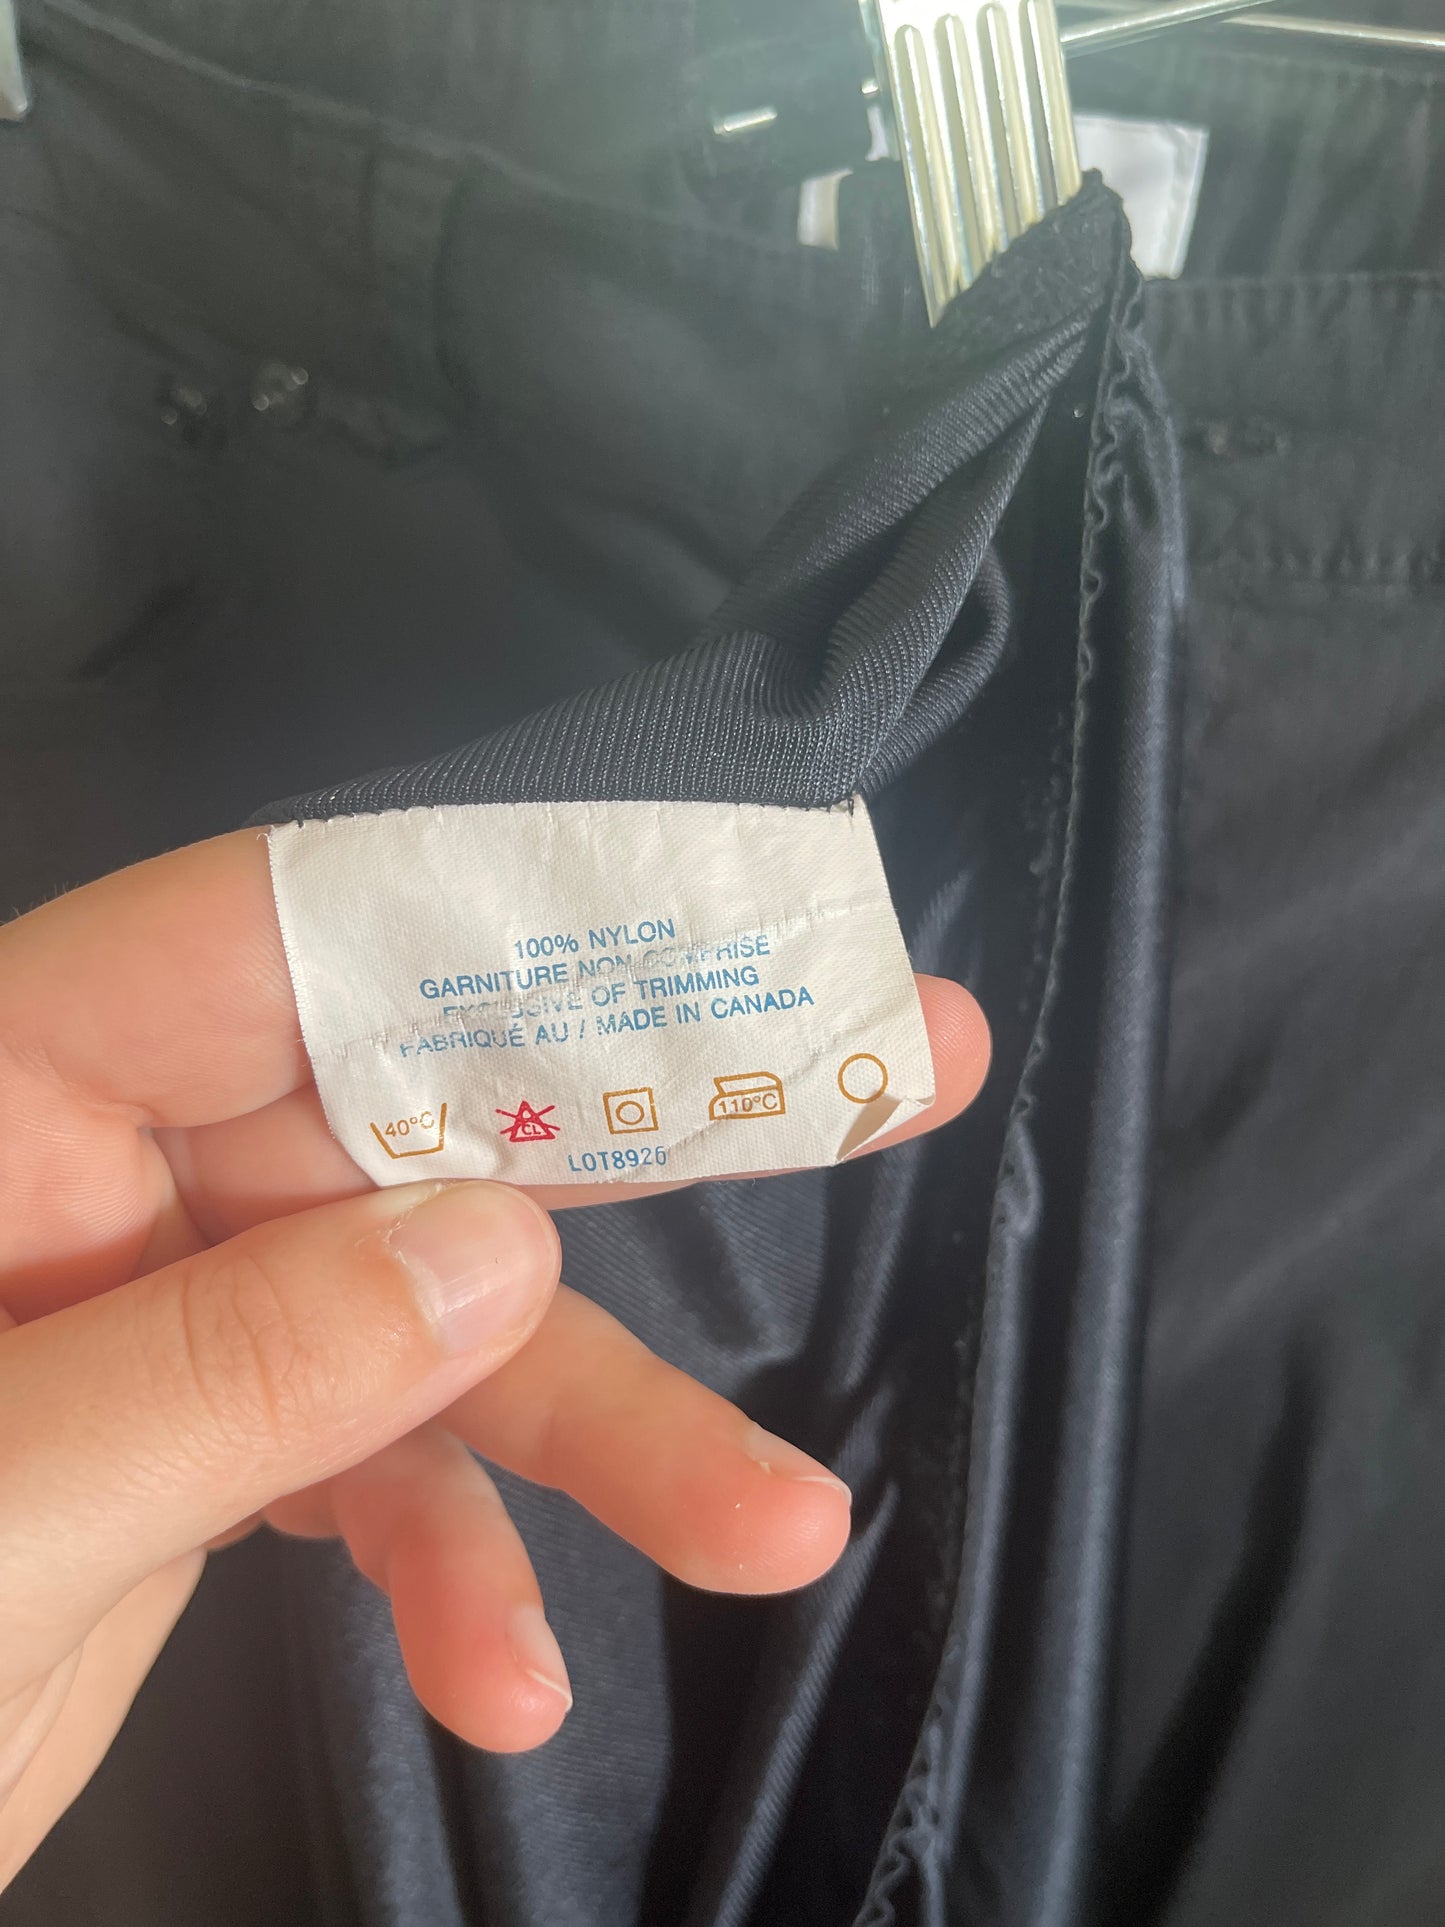 100% NYLON
GARNITURE NON COMPRISE
EXCLUSIVE OF TRIMMING
FABRIQUÉ AU / MADE IN CANADA
40°C
CL
110°C
LOT8926